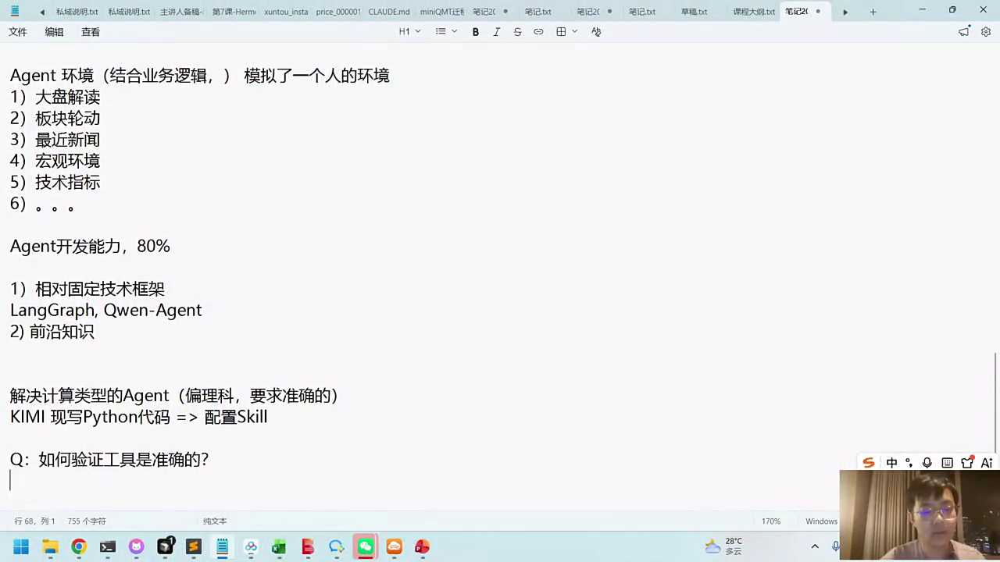 私域说明.txt 私域说明.txt 主讲人备稿- 第7课-Herm xuntou_insta price_000001 CLAUDE.md miniQMT迁移 笔记20 笔记.txt 笔记20 笔记.txt 草稿.txt 课程大纲.txt 笔记20
文件 编辑 查看 H1 B I S
Agent 环境（结合业务逻辑，） 模拟了一个人的环境
1）大盘解读
2）板块轮动
3）最近新闻
4）宏观环境
5）技术指标
6）。。。
Agent开发能力，80%
1）相对固定技术框架
LangGraph, Qwen-Agent
2) 前沿知识
解决计算类型的Agent（偏理科，要求准确的）
KIMI 现写Python代码 => 配置Skill
Q：如何验证工具是准确的？
中
行 68，列 1 755 个字符 纯文本 170% Windows
28°C
多云